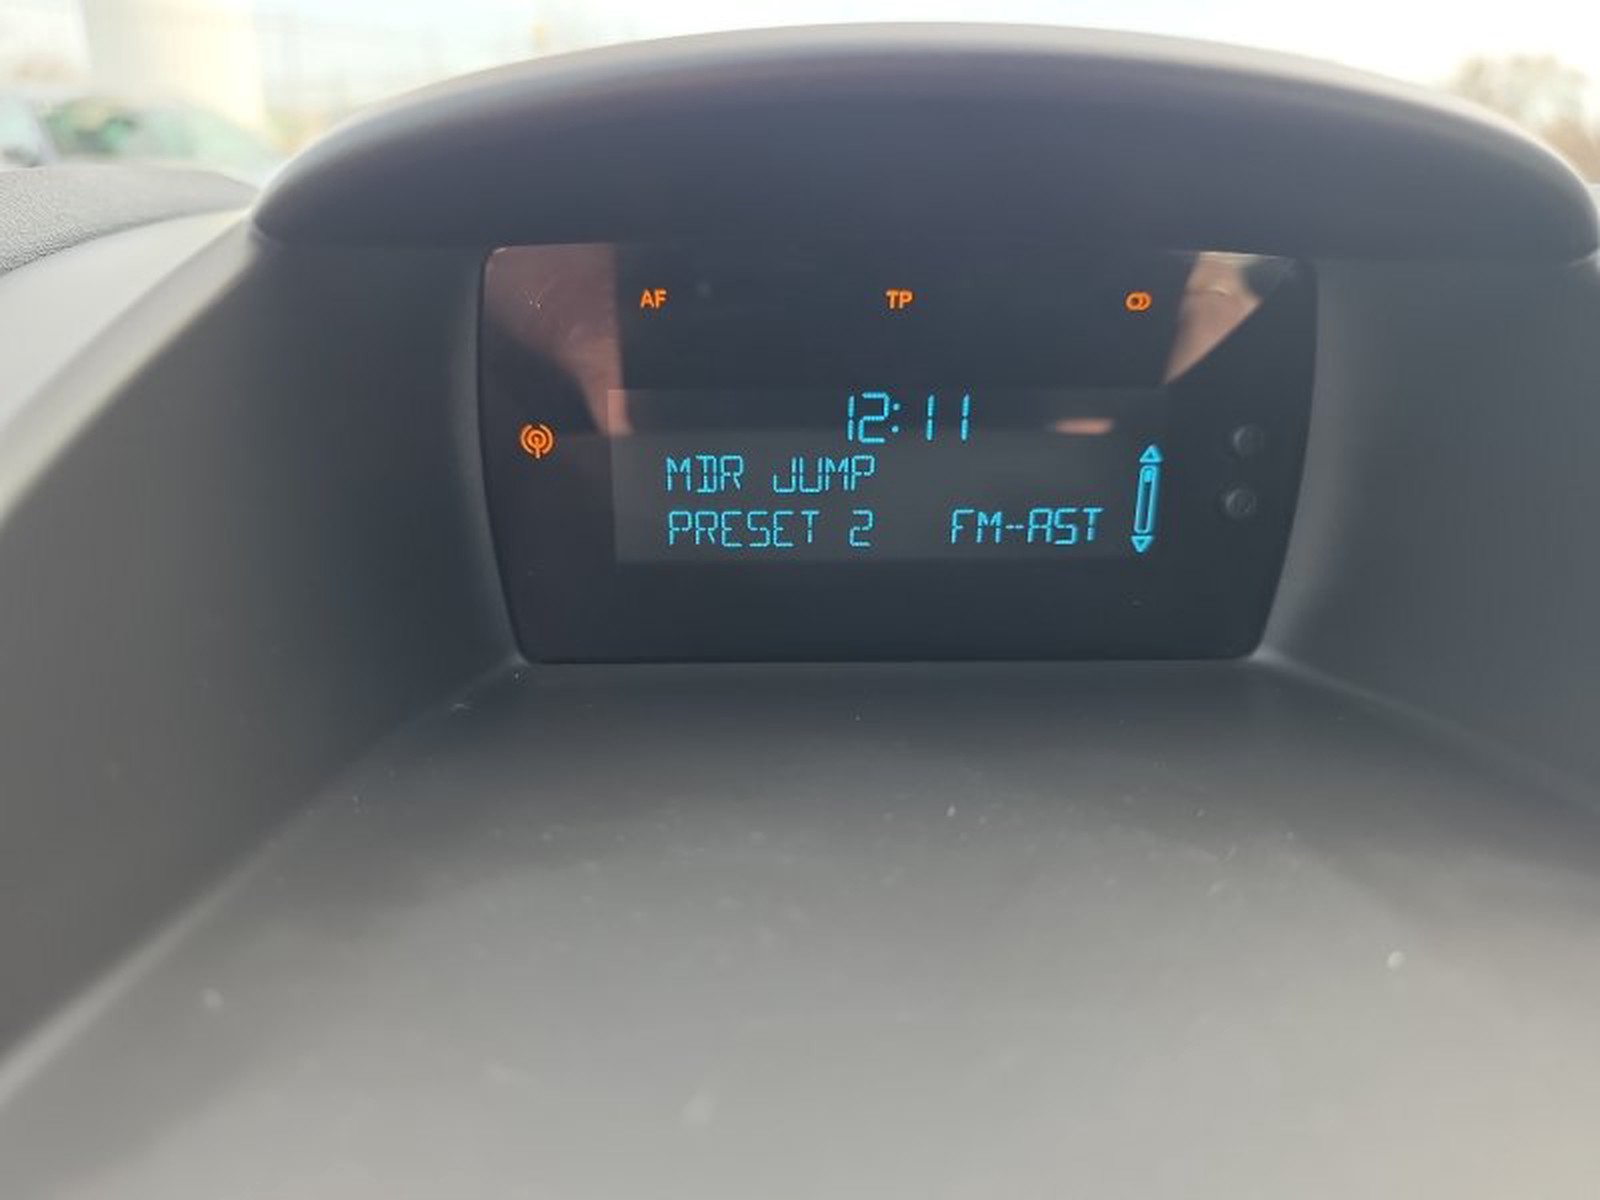 AF TP
12:11
MDR JUMP
PRESET 2 FM-AST